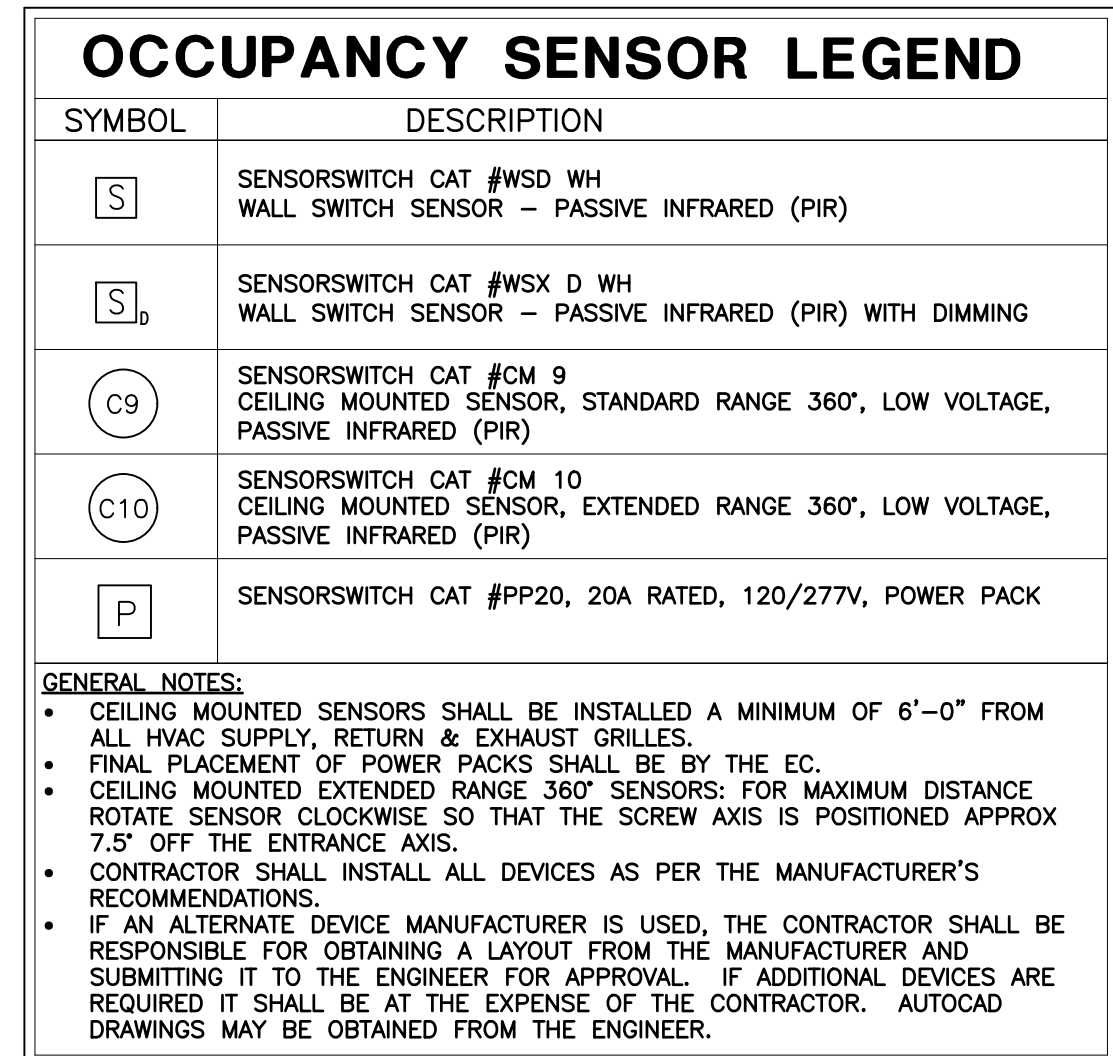 OCCUPANCY SENSOR LEGEND
SYMBOL DESCRIPTION
S
SENSORSWITCH CAT #WSD WH
WALL SWITCH SENSOR – PASSIVE INFRARED (PIR)
S D
SENSORSWITCH CAT #WSX D WH
WALL SWITCH SENSOR – PASSIVE INFRARED (PIR) WITH DIMMING
C9
SENSORSWITCH CAT #CM 9
CEILING MOUNTED SENSOR, STANDARD RANGE 360°, LOW VOLTAGE,
PASSIVE INFRARED (PIR)
C10
SENSORSWITCH CAT #CM 10
CEILING MOUNTED SENSOR, EXTENDED RANGE 360°, LOW VOLTAGE,
PASSIVE INFRARED (PIR)
P
SENSORSWITCH CAT #PP20, 20A RATED, 120/277V, POWER PACK
GENERAL NOTES:
• CEILING MOUNTED SENSORS SHALL BE INSTALLED A MINIMUM OF 6'–0" FROM
ALL HVAC SUPPLY, RETURN & EXHAUST GRILLES.
• FINAL PLACEMENT OF POWER PACKS SHALL BE BY THE EC.
• CEILING MOUNTED EXTENDED RANGE 360° SENSORS: FOR MAXIMUM DISTANCE
ROTATE SENSOR CLOCKWISE SO THAT THE SCREW AXIS IS POSITIONED APPROX
7.5° OFF THE ENTRANCE AXIS.
• CONTRACTOR SHALL INSTALL ALL DEVICES AS PER THE MANUFACTURER'S
RECOMMENDATIONS.
• IF AN ALTERNATE DEVICE MANUFACTURER IS USED, THE CONTRACTOR SHALL BE
RESPONSIBLE FOR OBTAINING A LAYOUT FROM THE MANUFACTURER AND
SUBMITTING IT TO THE ENGINEER FOR APPROVAL. IF ADDITIONAL DEVICES ARE
REQUIRED IT SHALL BE AT THE EXPENSE OF THE CONTRACTOR. AUTOCAD
DRAWINGS MAY BE OBTAINED FROM THE ENGINEER.